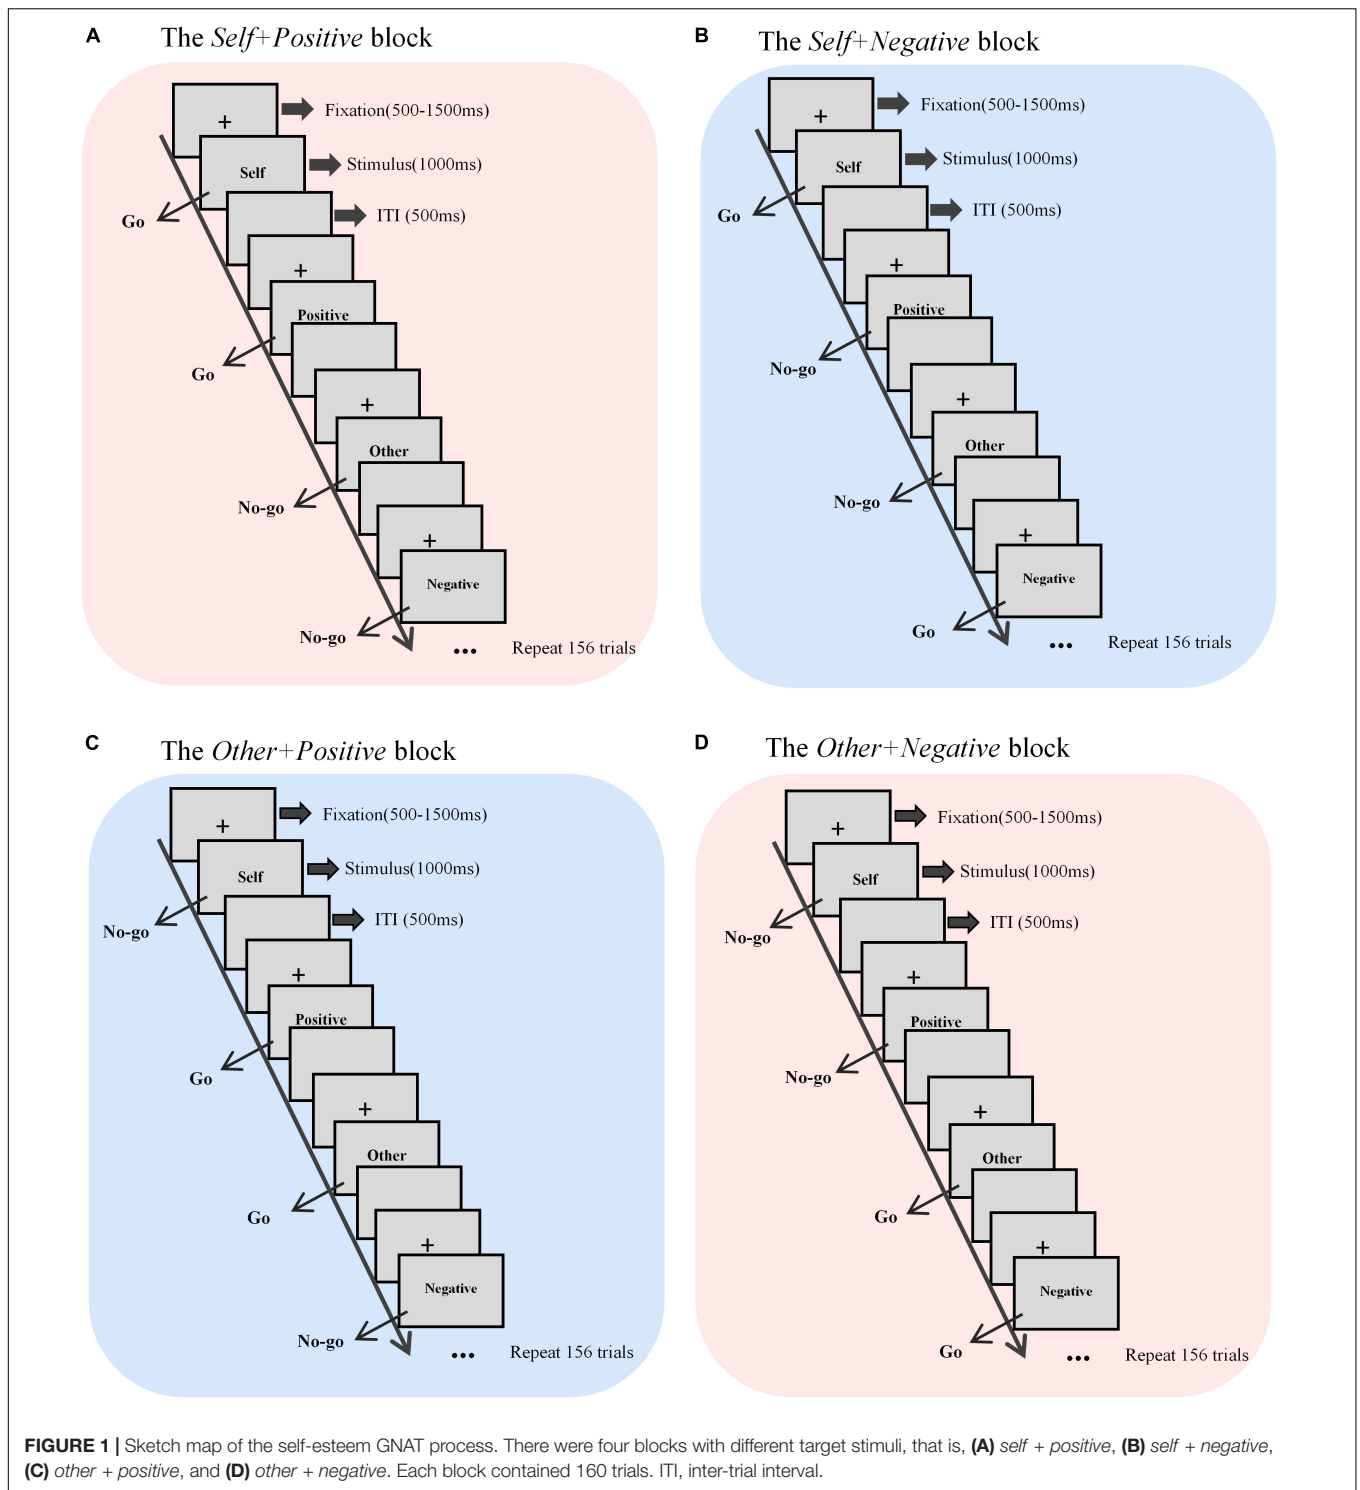 A
The Self+Positive block
+
Fixation(500-1500ms)
Self
Stimulus(1000ms)
Go
ITI (500ms)
+
Positive
Go
+
Other
No-go
+
Negative
No-go
... Repeat 156 trials
B
The Self+Negative block
+
Fixation(500-1500ms)
Self
Stimulus(1000ms)
Go
ITI (500ms)
+
Positive
No-go
+
Other
No-go
+
Negative
Go
... Repeat 156 trials
C
The Other+Positive block
+
Fixation(500-1500ms)
Self
Stimulus(1000ms)
No-go
ITI (500ms)
+
Positive
Go
+
Other
Go
+
Negative
No-go
... Repeat 156 trials
D
The Other+Negative block
+
Fixation(500-1500ms)
Self
Stimulus(1000ms)
No-go
ITI (500ms)
+
Positive
No-go
+
Other
Go
+
Negative
Go
... Repeat 156 trials
FIGURE 1 | Sketch map of the self-esteem GNAT process. There were four blocks with different target stimuli, that is, (A) self + positive, (B) self + negative,
(C) other + positive, and (D) other + negative. Each block contained 160 trials. ITI, inter-trial interval.